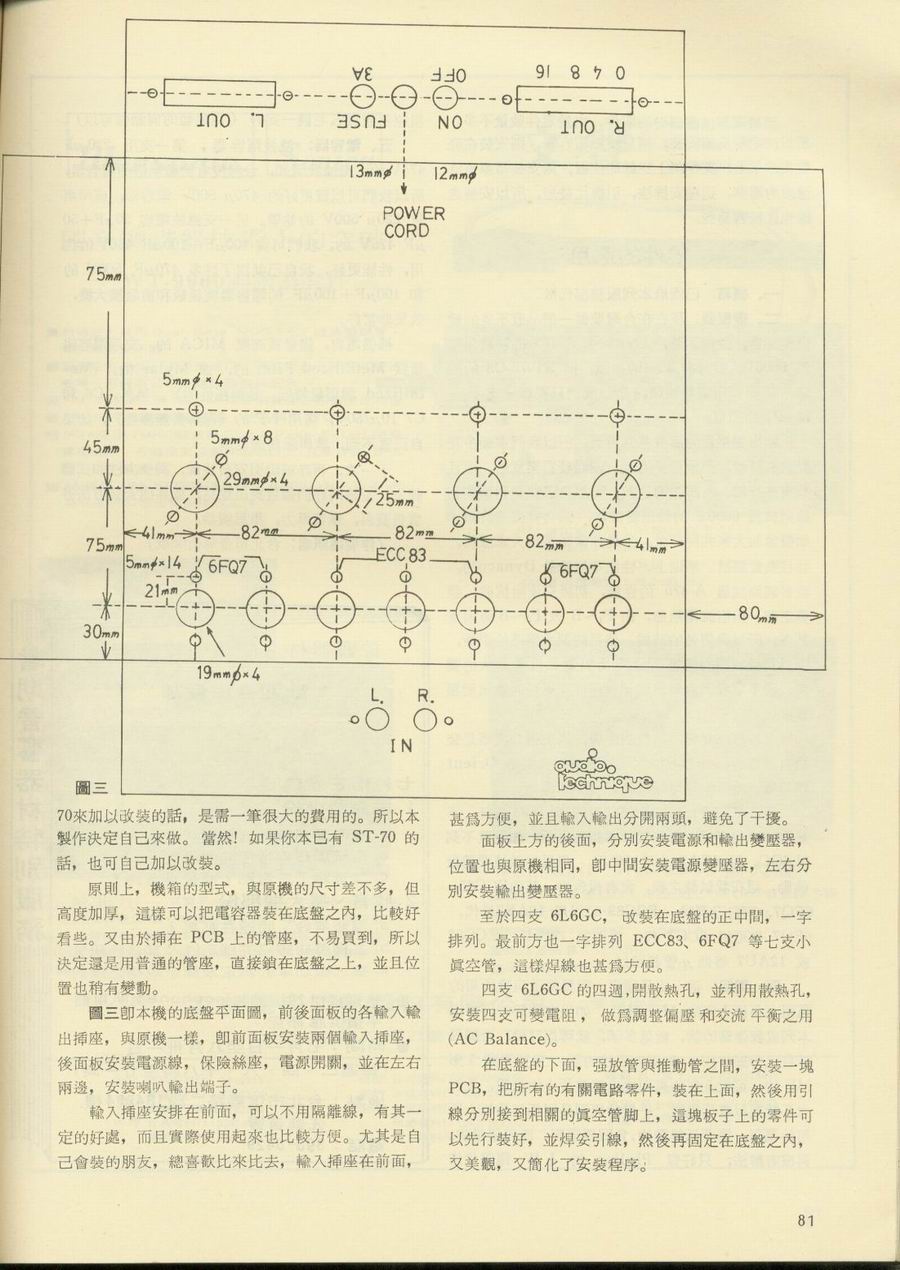 0 4 8 16
R. OUT
OFF
ON
3A
FUSE
L. OUT
13mmφ
12mmφ
POWER
CORD
75mm
5mmφ×4
45mm
5mmφ×8
29mmφ×4
25mm
41mm
82mm
82mm
82mm
41mm
75mm
ECC83
5mmφ×14
6FQ7
6FQ7
21mm
80mm
30mm
19mmφ×4
L. R.
IN
audio
technique
圖三
70來加以改裝的話，是需一筆很大的費用的。所以本
製作決定自己來做。當然! 如果你本已有 ST-70 的
話，也可自己加以改裝。
原則上，機箱的型式，與原機的尺寸差不多，但
高度加厚，這樣可以把電容器裝在底盤之內，比較好
看些。又由於揷在 PCB 上的管座，不易買到，所以
決定還是用普通的管座，直接鎖在底盤之上，並且位
置也稍有變動。
圖三卽本機的底盤平面圖，前後面板的各輸入輸
出揷座，與原機一樣，卽前面板安裝兩個輸入揷座，
後面板安裝電源線，保險絲座，電源開關，並在左右
兩邊，安裝喇叭輸出端子。
輸入揷座安排在前面，可以不用隔離線，有其一
定的好處，而且實際使用起來也比較方便。尤其是自
己會裝的朋友，總喜歡比來比去，輸入揷座在前面，
甚爲方便，並且輸入輸出分開兩頭，避免了干擾。
面板上方的後面，分別安裝電源和輸出變壓器，
位置也與原機相同，卽中間安裝電源變壓器，左右分
別安裝輸出變壓器。
至於四支 6L6GC， 改裝在底盤的正中間，一字
排列。最前方也一字排列 ECC83、6FQ7 等七支小
眞空管，這樣焊線也甚爲方便。
四支 6L6GC 的四週，開散熱孔，並利用散熱孔，
安裝四支可變電阻， 做爲調整偏壓和交流平衡之用
(AC Balance)。
在底盤的下面，强放管與推動管之間，安裝一塊
PCB，把所有的有關電路零件，裝在上面，然後用引
線分別接到相關的眞空管脚上，這塊板子上的零件可
以先行裝好，並焊妥引線，然後再固定在底盤之內，
又美觀，又簡化了安裝程序。
81